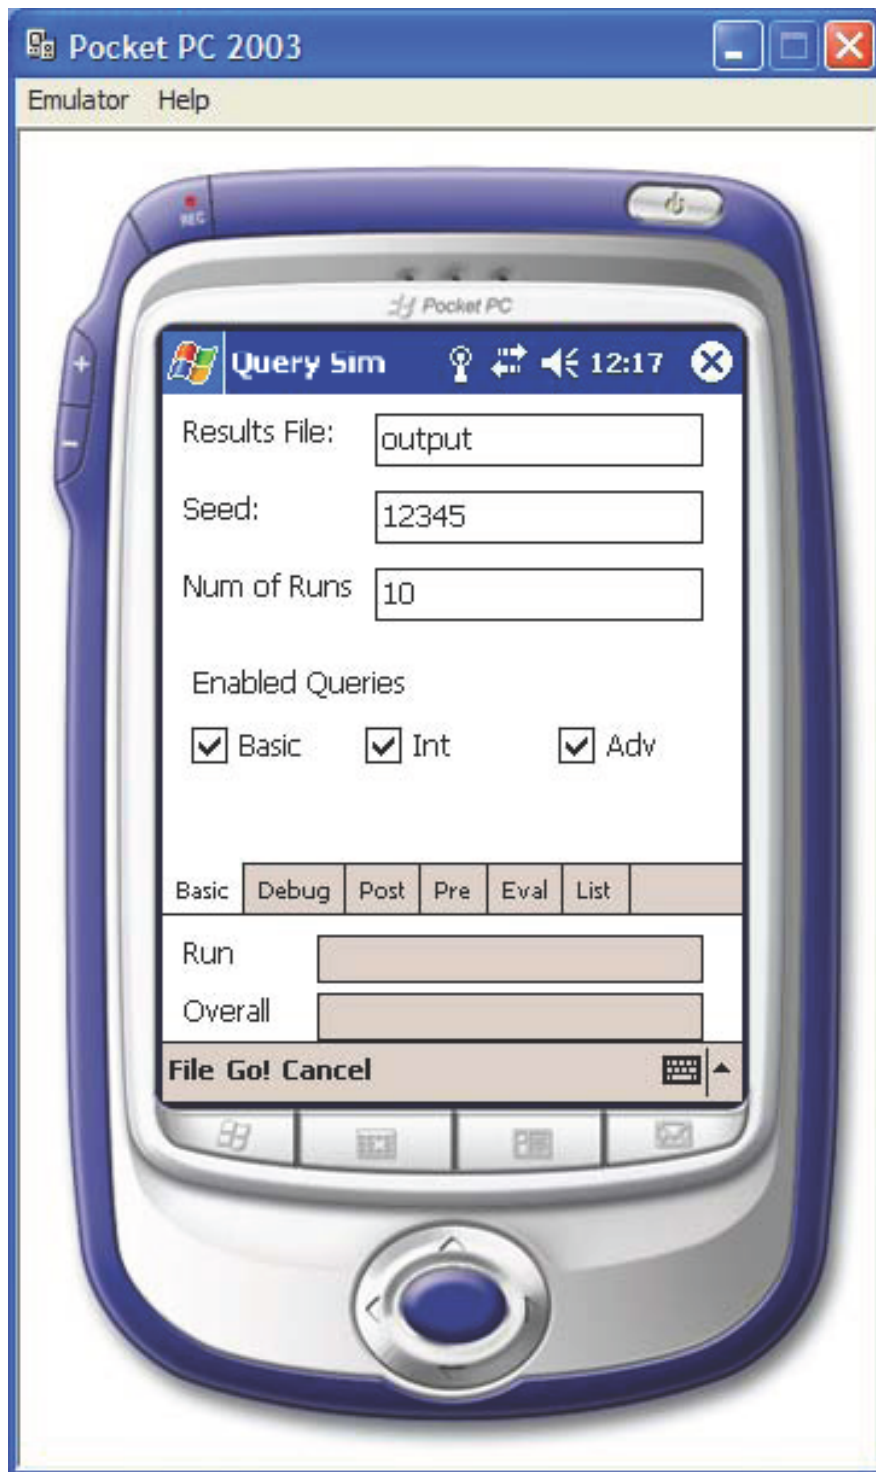 Pocket PC 2003
Emulator Help
REC
Pocket PC
Query Sim 12:17
Results File: output
Seed: 12345
Num of Runs 10
Enabled Queries
Basic Int Adv
Basic Debug Post Pre Eval List
Run
Overall
File Go! Cancel